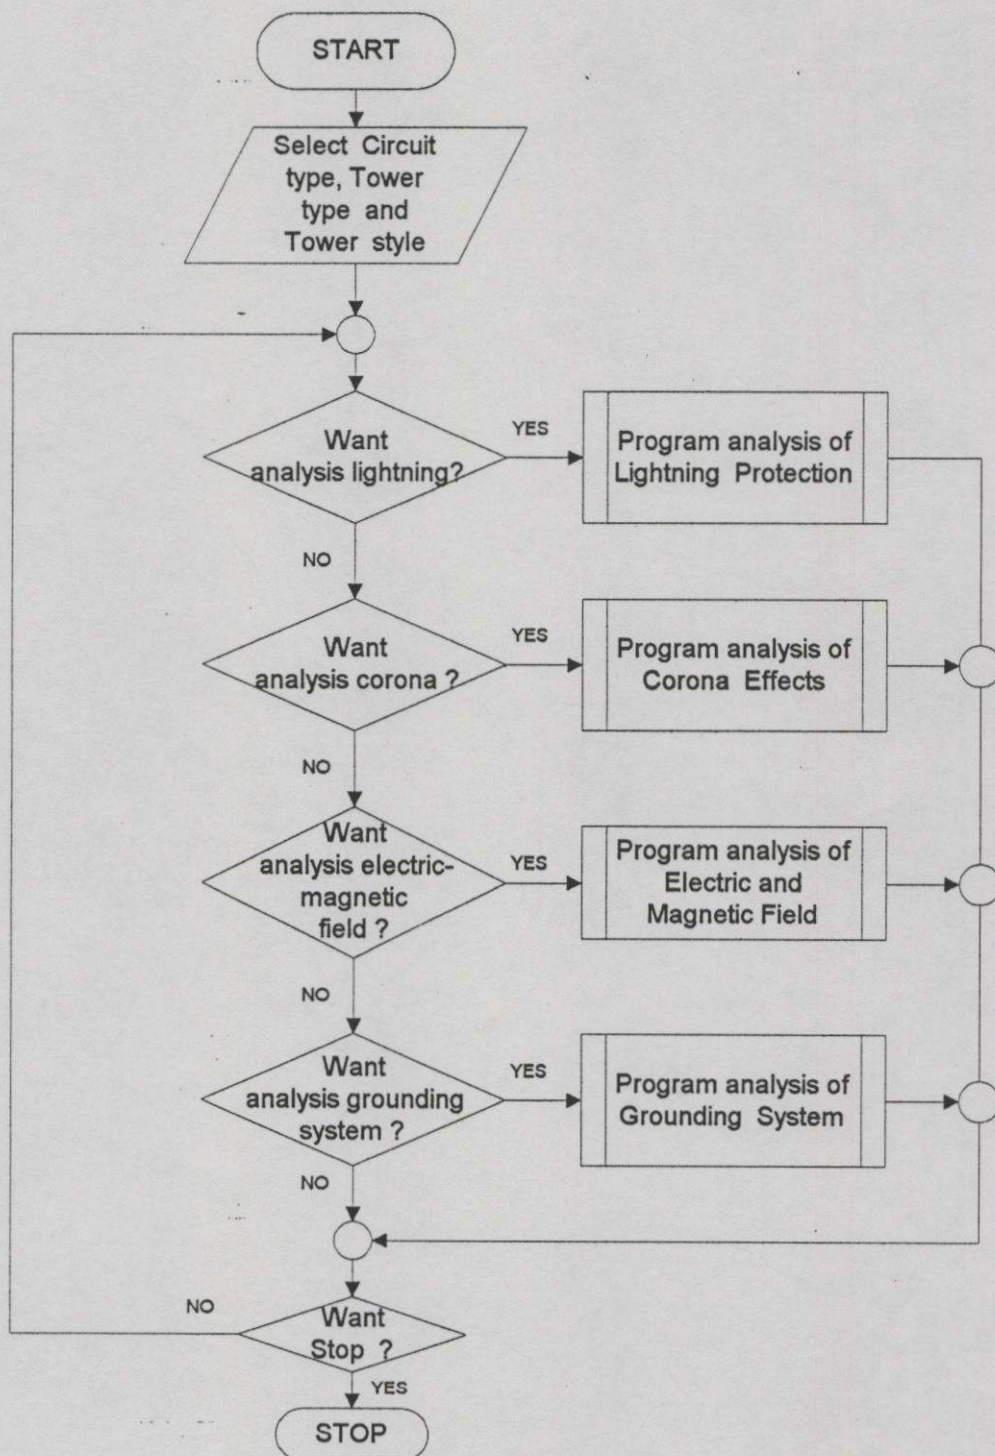 START
Select Circuit
type, Tower
type and
Tower style
Want
analysis lightning?
YES
Program analysis of
Lightning Protection
NO
Want
analysis corona ?
YES
Program analysis of
Corona Effects
NO
Want
analysis electric-
magnetic
field ?
YES
Program analysis of
Electric and
Magnetic Field
NO
Want
analysis grounding
system ?
YES
Program analysis of
Grounding System
NO
Want
Stop ?
NO
YES
STOP